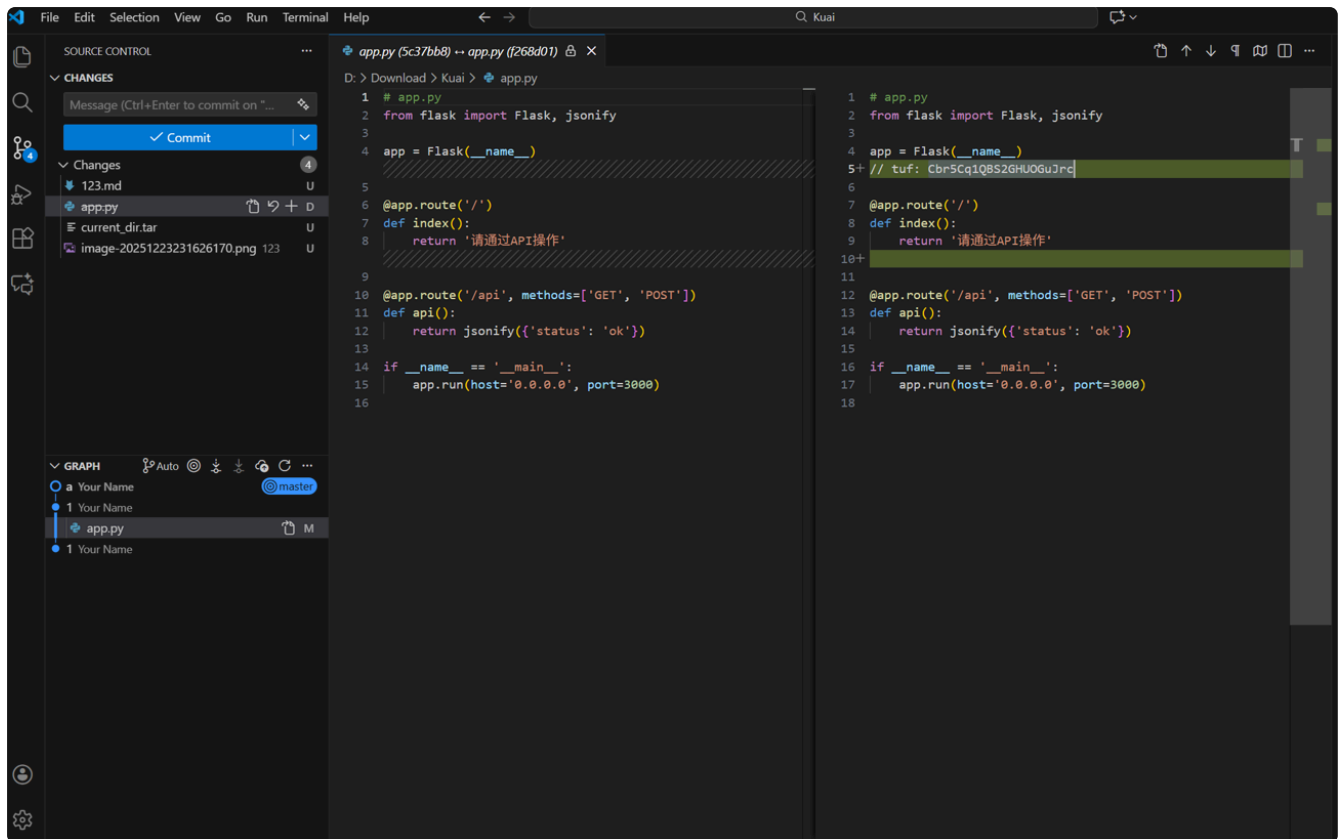 File Edit Selection View Go Run Terminal Help
Kuai
SOURCE CONTROL
CHANGES
Message (Ctrl+Enter to commit on "...
Commit
Changes 4
123.md U
app.py D
current_dir.tar U
image-20251223231626170.png 123 U
4
GRAPH Auto
a Your Name master
1 Your Name
app.py M
1 Your Name
app.py (5c37bb8) ↔ app.py (f268d01)
D: > Download > Kuai > app.py
1 # app.py
2 from flask import Flask, jsonify
3
4 app = Flask(__name__)
5
6 @app.route('/')
7 def index():
8 return '请通过API操作'
9
10 @app.route('/api', methods=['GET', 'POST'])
11 def api():
12 return jsonify({'status': 'ok'})
13
14 if __name__ == '__main__':
15 app.run(host='0.0.0.0', port=3000)
16
1 # app.py
2 from flask import Flask, jsonify
3
4 app = Flask(__name__)
5+ // tuf: Cbr5Cq1QBS2GHUOGuJrc
6
7 @app.route('/')
8 def index():
9 return '请通过API操作'
10+
11
12 @app.route('/api', methods=['GET', 'POST'])
13 def api():
14 return jsonify({'status': 'ok'})
15
16 if __name__ == '__main__':
17 app.run(host='0.0.0.0', port=3000)
18